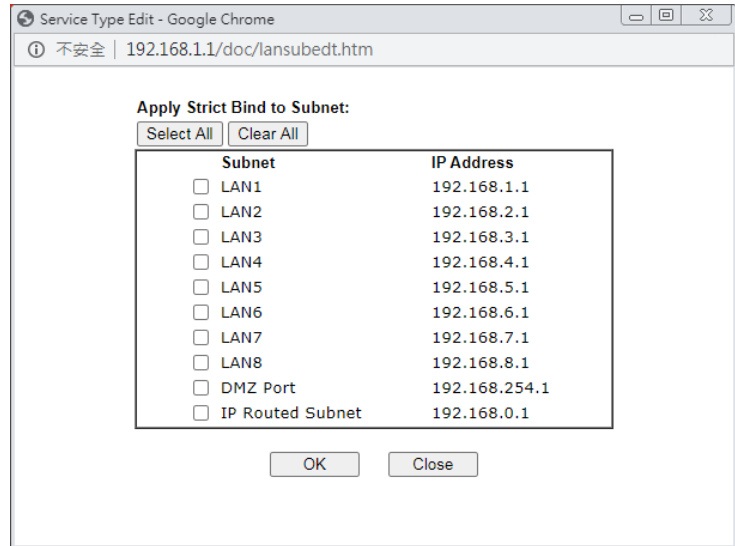 Service Type Edit - Google Chrome
不安全 | 192.168.1.1/doc/lansubedt.htm
Apply Strict Bind to Subnet:
Select All Clear All
Subnet IP Address
LAN1 192.168.1.1
LAN2 192.168.2.1
LAN3 192.168.3.1
LAN4 192.168.4.1
LAN5 192.168.5.1
LAN6 192.168.6.1
LAN7 192.168.7.1
LAN8 192.168.8.1
DMZ Port 192.168.254.1
IP Routed Subnet 192.168.0.1
OK Close